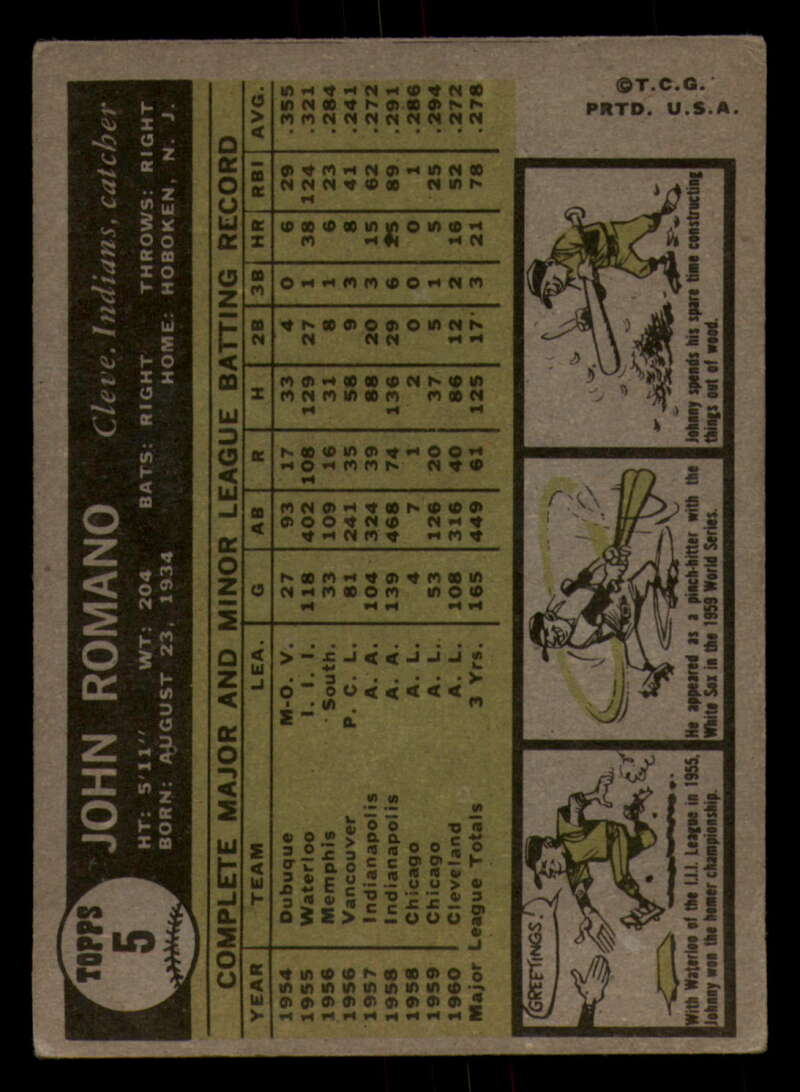 TOPPS
5
JOHN ROMANO Cleve. Indians, catcher
HT: 5'11" WT: 204 BATS: RIGHT THROWS: RIGHT
BORN: AUGUST 23, 1934 HOME: HOBOKEN, N. J.
COMPLETE MAJOR AND MINOR LEAGUE BATTING RECORD
YEAR TEAM LEA. G AB R H 2B 3B HR RBI AVG.
1954 Dubuque M-O. V. 27 93 17 33 4 0 6 29 .355
1955 Waterloo I. I. I. 118 402 108 129 27 1 38 124 .321
1956 Memphis South. 33 109 16 31 8 1 6 23 .284
1956 Vancouver P. C. L. 81 241 35 58 9 3 8 41 .241
1957 Indianapolis A. A. 104 324 39 88 20 3 15 62 .272
1958 Indianapolis A. A. 139 468 74 136 29 6 25 89 .291
1958 Chicago A. L. 4 7 1 2 0 0 0 1 .286
1959 Chicago A. L. 53 126 20 37 5 1 5 25 .294
1960 Cleveland A. L. 108 316 40 86 12 2 16 52 .272
Major League Totals 3 Yrs. 165 449 61 125 17 3 21 78 .278
GREETINGS!
With Waterloo of the I.I.I. League in 1955,
Johnny won the homer championship.
He appeared as a pinch-hitter with the
White Sox in the 1959 World Series.
Johnny spends his spare time constructing
things out of wood.
©T.C.G.
PRTD. U.S.A.